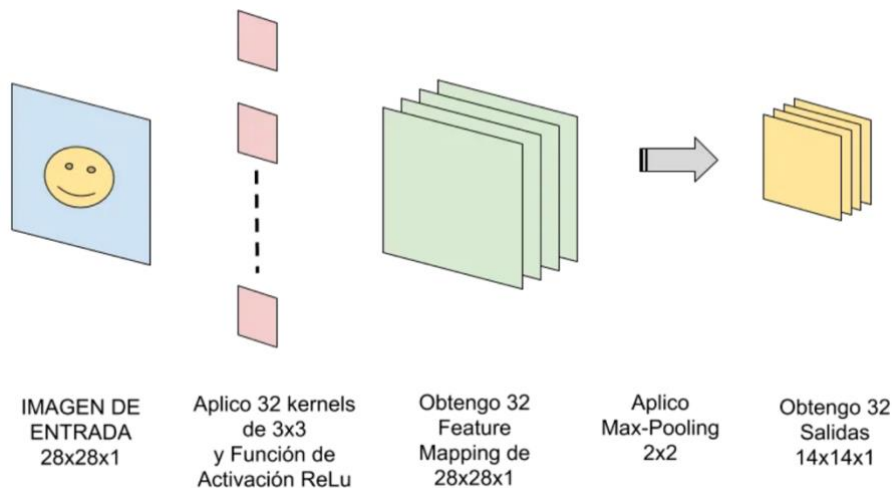 IMAGEN DE
ENTRADA
28x28x1
Aplico 32 kernels
de 3x3
y Función de
Activación ReLu
Obtengo 32
Feature
Mapping de
28x28x1
Aplico
Max-Pooling
2x2
Obtengo 32
Salidas
14x14x1